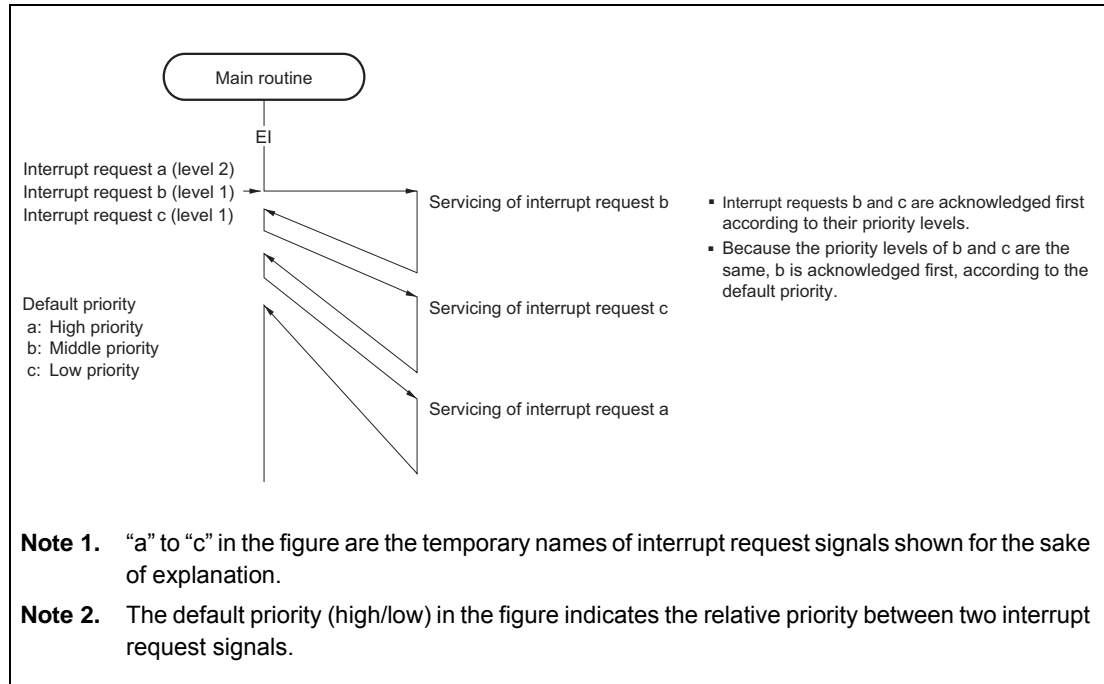 Main routine
EI
Interrupt request a (level 2)
Interrupt request b (level 1)
Interrupt request c (level 1)
Servicing of interrupt request b
▪ Interrupt requests b and c are acknowledged first
according to their priority levels.
▪ Because the priority levels of b and c are the
same, b is acknowledged first, according to the
default priority.
Default priority
a: High priority
b: Middle priority
c: Low priority
Servicing of interrupt request c
Servicing of interrupt request a
Note 1. “a” to “c” in the figure are the temporary names of interrupt request signals shown for the sake
of explanation.
Note 2. The default priority (high/low) in the figure indicates the relative priority between two interrupt
request signals.